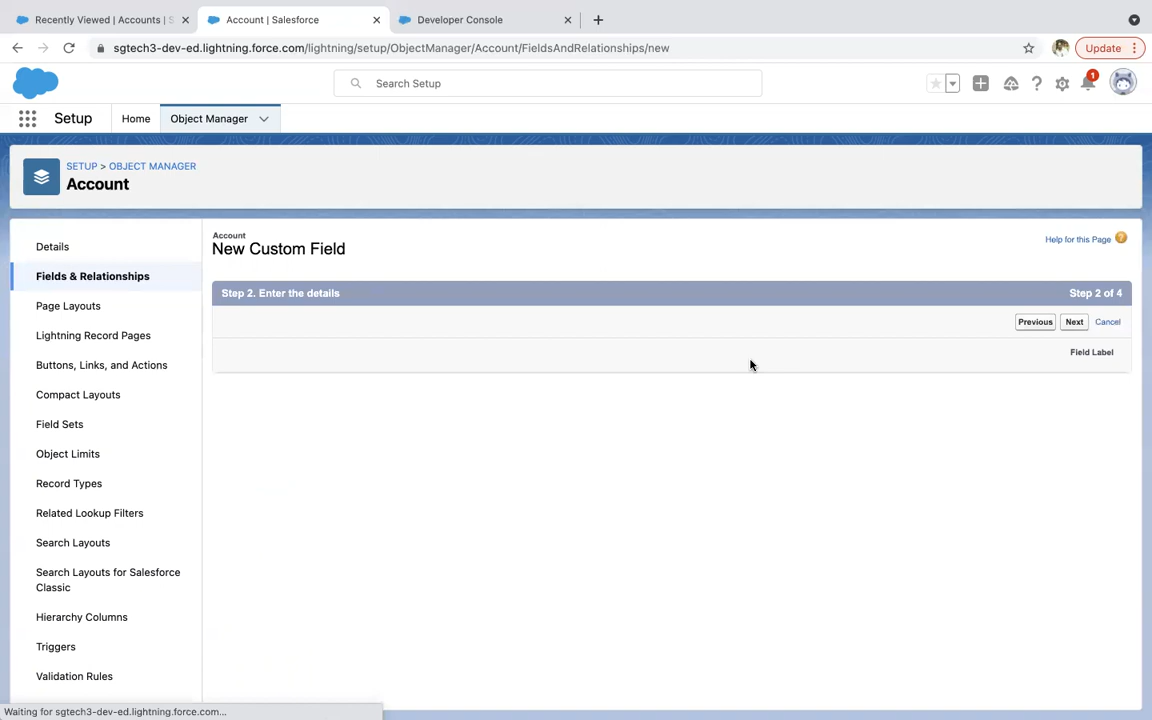 Recently Viewed | Accounts | S
Account | Salesforce
Developer Console
sgtech3-dev-ed.lightning.force.com/lightning/setup/ObjectManager/Account/FieldsAndRelationships/new
Update
Search Setup
1
Setup
Home
Object Manager
SETUP > OBJECT MANAGER
Account
Details
Fields & Relationships
Page Layouts
Lightning Record Pages
Buttons, Links, and Actions
Compact Layouts
Field Sets
Object Limits
Record Types
Related Lookup Filters
Search Layouts
Search Layouts for Salesforce
Classic
Hierarchy Columns
Triggers
Validation Rules
Account
New Custom Field
Help for this Page ?
Step 2. Enter the details
Step 2 of 4
Previous
Next
Cancel
Field Label
Waiting for sgtech3-dev-ed.lightning.force.com...